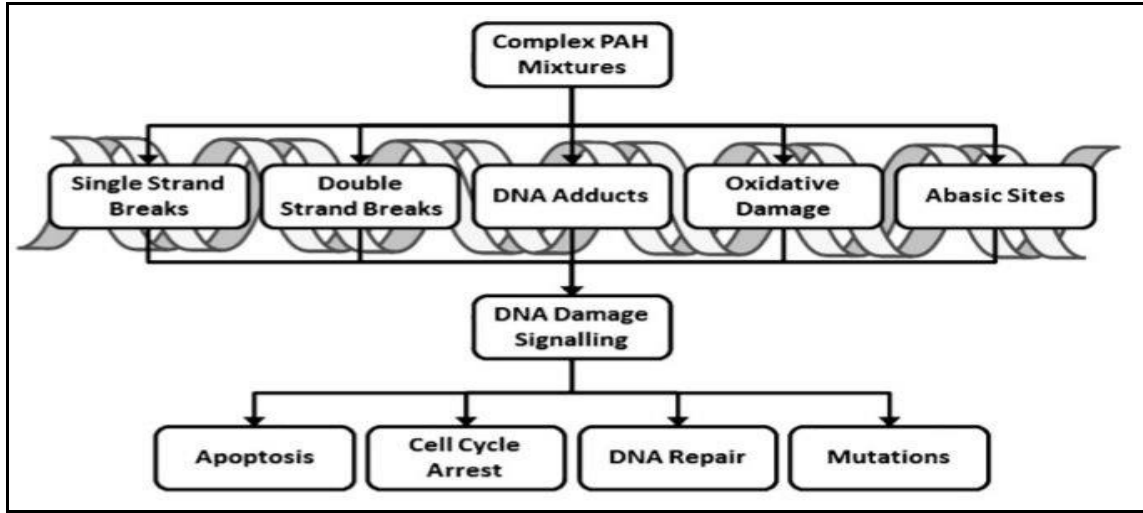 Complex PAH
Mixtures
Single Strand
Breaks
Double
Strand Breaks
DNA Adducts
Oxidative
Damage
Abasic Sites
DNA Damage
Signalling
Apoptosis
Cell Cycle
Arrest
DNA Repair
Mutations